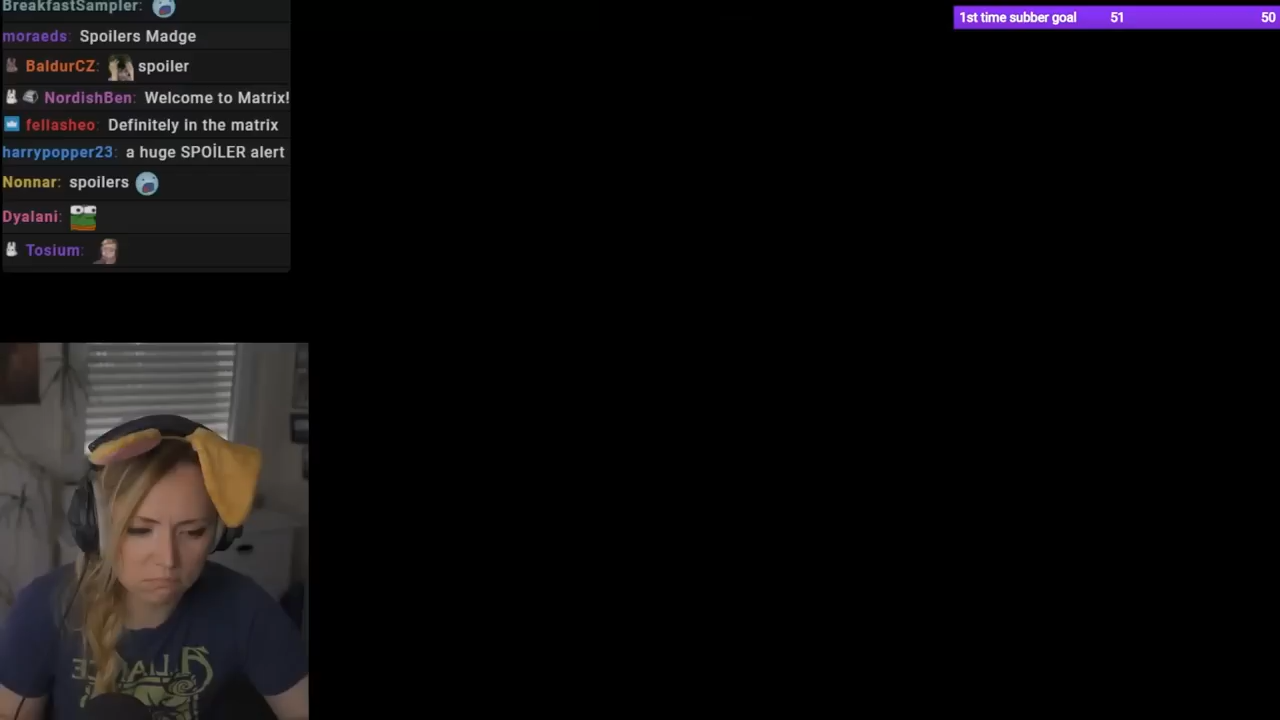 BreakfastSampler:
moraeds: Spoilers Madge
BaldurCZ: spoiler
NordishBen: Welcome to Matrix!
fellasheo: Definitely in the matrix
harrypopper23: a huge SPOİLER alert
Nonnar: spoilers
Dyalani:
Tosium:
1st time subber goal 51 50
ALLIANCE